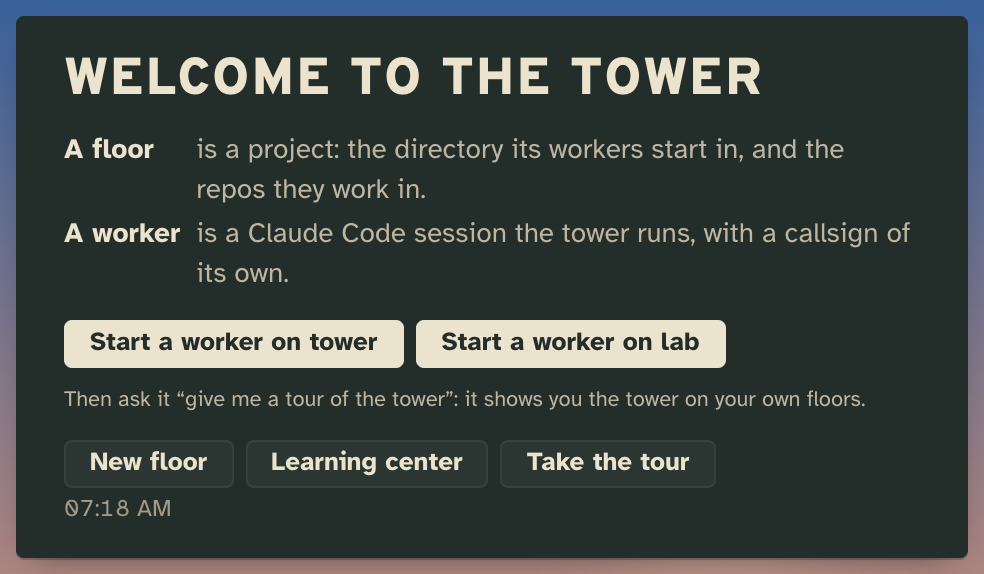 WELCOME TO THE TOWER
A floor is a project: the directory its workers start in, and the
repos they work in.
A worker is a Claude Code session the tower runs, with a callsign of
its own.
Start a worker on tower Start a worker on lab
Then ask it “give me a tour of the tower”: it shows you the tower on your own floors.
New floor Learning center Take the tour
07:18 AM